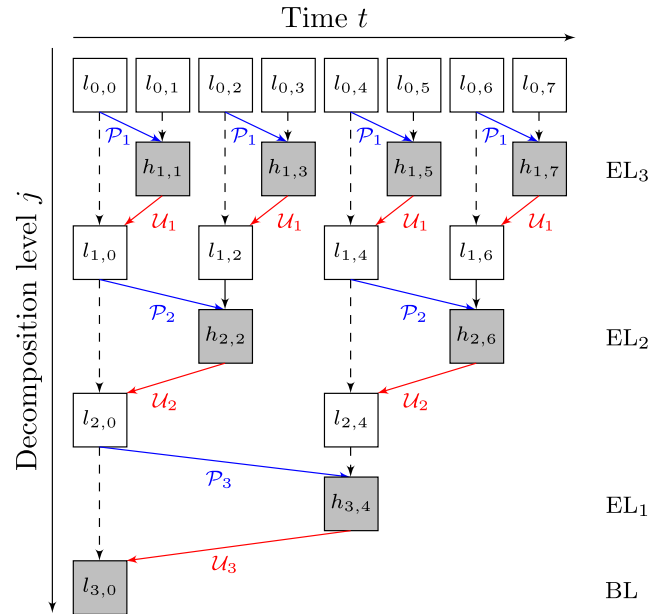 Time t
Decomposition level j
l0,0 l0,1 l0,2 l0,3 l0,4 l0,5 l0,6 l0,7
P1 P1 P1 P1
h1,1 h1,3 h1,5 h1,7 EL3
U1 U1 U1 U1
l1,0 l1,2 l1,4 l1,6
P2 P2
h2,2 h2,6 EL2
U2 U2
l2,0 l2,4
P3
h3,4 EL1
U3
l3,0 BL